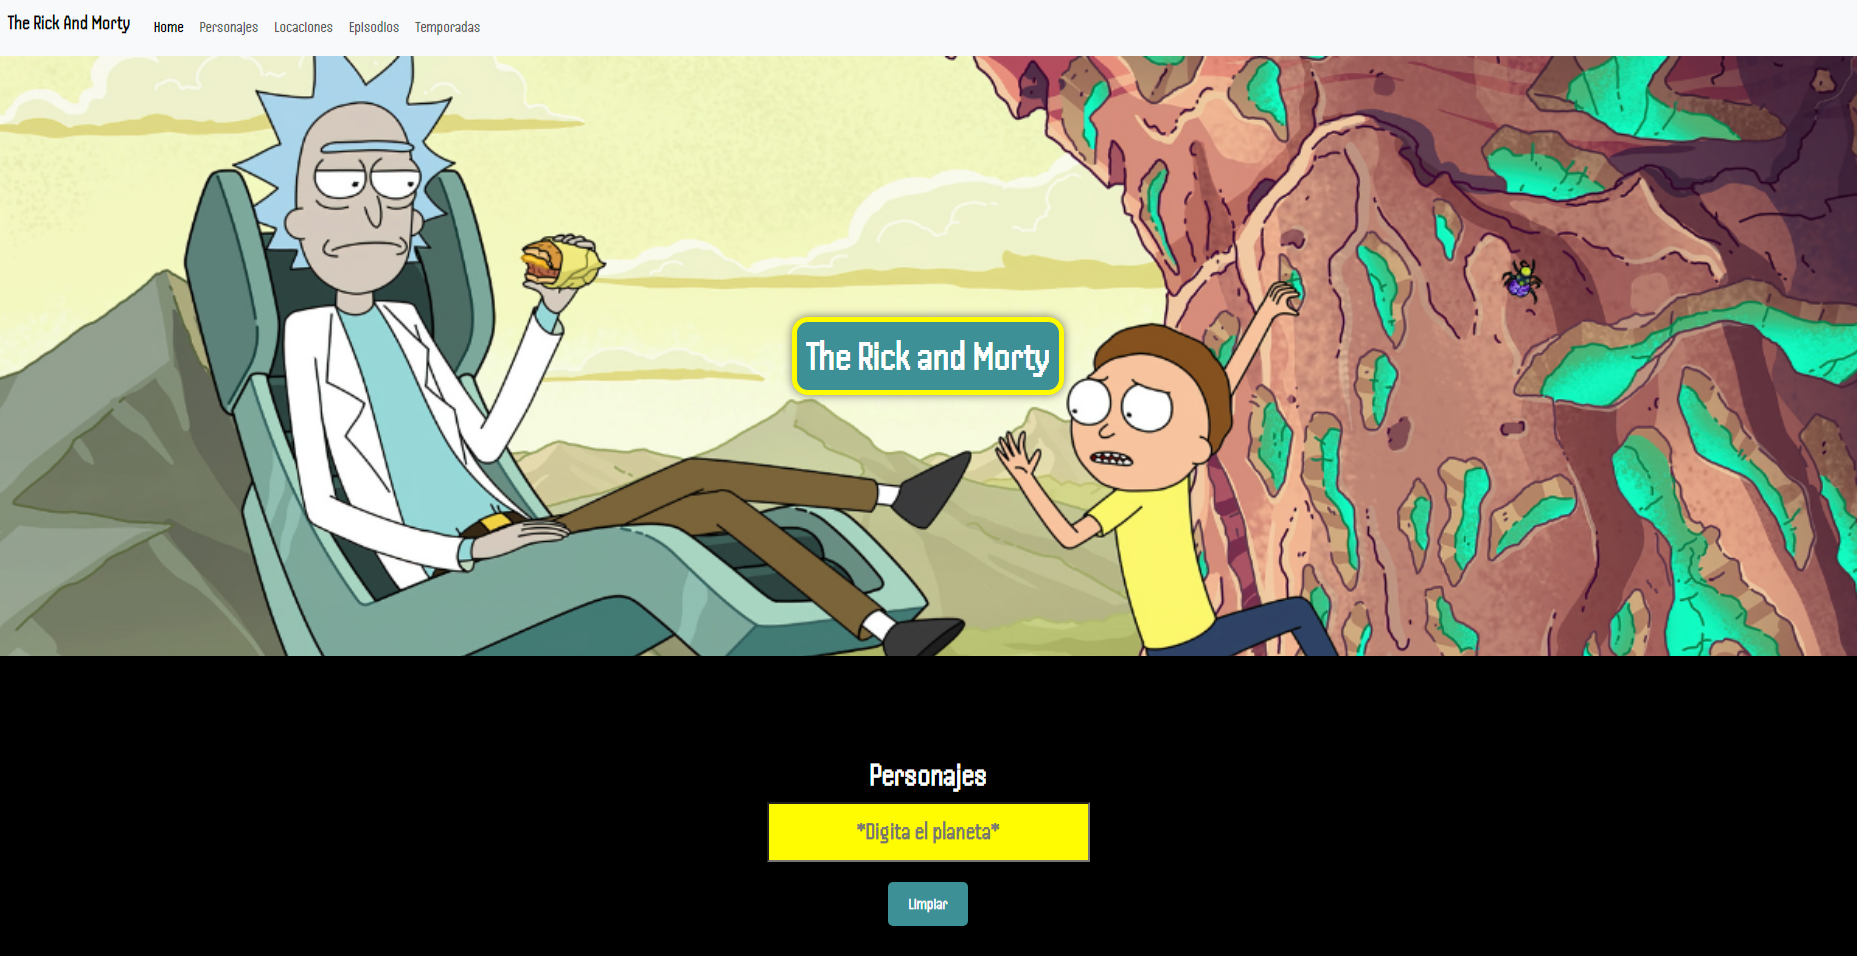 The Rick And Morty Home Personajes Locaciones Episodios Temporadas
The Rick and Morty
Personajes
*Digita el planeta*
Limpiar